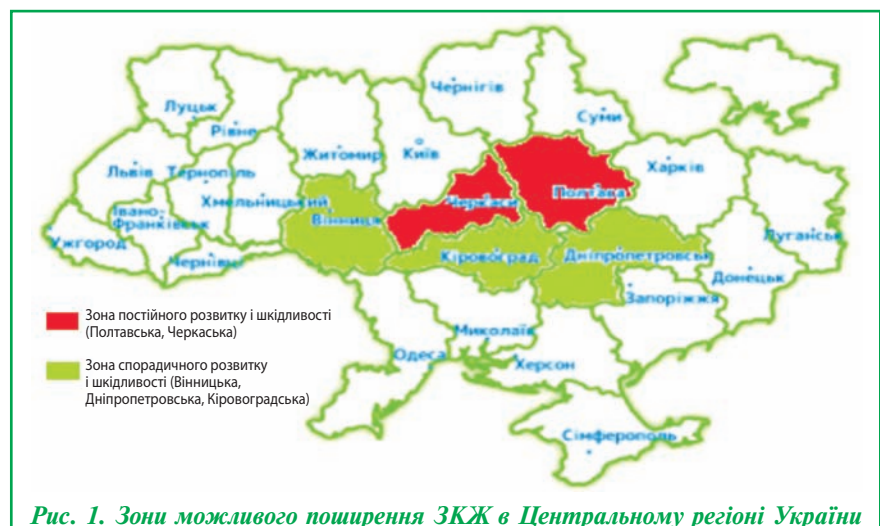 Чернігів
Суми
Луцьк
Рівне
Житомир
Київ
Харків
Львів
Тернопіль
Хмельницький
Вінниця
Черкаси
Полтава
Івано-
Франківськ
Ужгород
Чернівці
Кіровоград
Дніпропетровськ
Луганськ
Донецьк
Запоріжжя
Миколаїв
Одеса
Херсон
Сімферополь
Зона постійного розвитку і шкідливості
(Полтавська, Черкаська)
Зона спорадичного розвитку
і шкідливості (Вінницька,
Дніпропетровська, Кіровоградська)
Рис. 1. Зони можливого поширення ЗКЖ в Центральному регіоні України